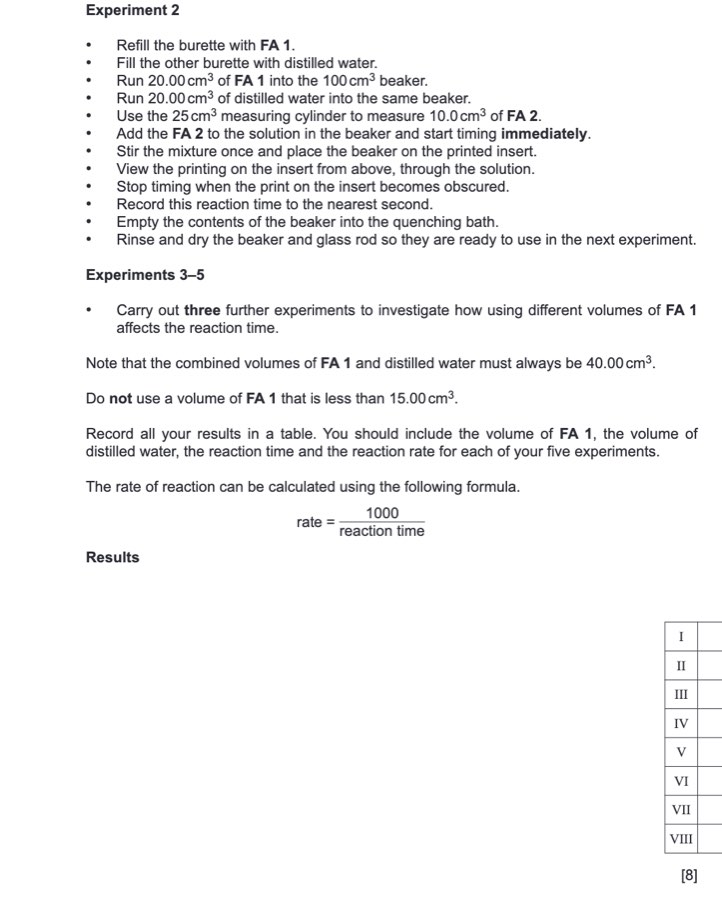 Experiment 2
• Refill the burette with FA 1.
• Fill the other burette with distilled water.
• Run 20.00 cm³ of FA 1 into the 100 cm³ beaker.
• Run 20.00 cm³ of distilled water into the same beaker.
• Use the 25 cm³ measuring cylinder to measure 10.0 cm³ of FA 2.
• Add the FA 2 to the solution in the beaker and start timing immediately.
• Stir the mixture once and place the beaker on the printed insert.
• View the printing on the insert from above, through the solution.
• Stop timing when the print on the insert becomes obscured.
• Record this reaction time to the nearest second.
• Empty the contents of the beaker into the quenching bath.
• Rinse and dry the beaker and glass rod so they are ready to use in the next experiment.
Experiments 3–5
• Carry out three further experiments to investigate how using different volumes of FA 1
affects the reaction time.
Note that the combined volumes of FA 1 and distilled water must always be 40.00 cm³.
Do not use a volume of FA 1 that is less than 15.00 cm³.
Record all your results in a table. You should include the volume of FA 1, the volume of
distilled water, the reaction time and the reaction rate for each of your five experiments.
The rate of reaction can be calculated using the following formula.
rate = 1000
reaction time
Results
I
II
III
IV
V
VI
VII
VIII
[8]